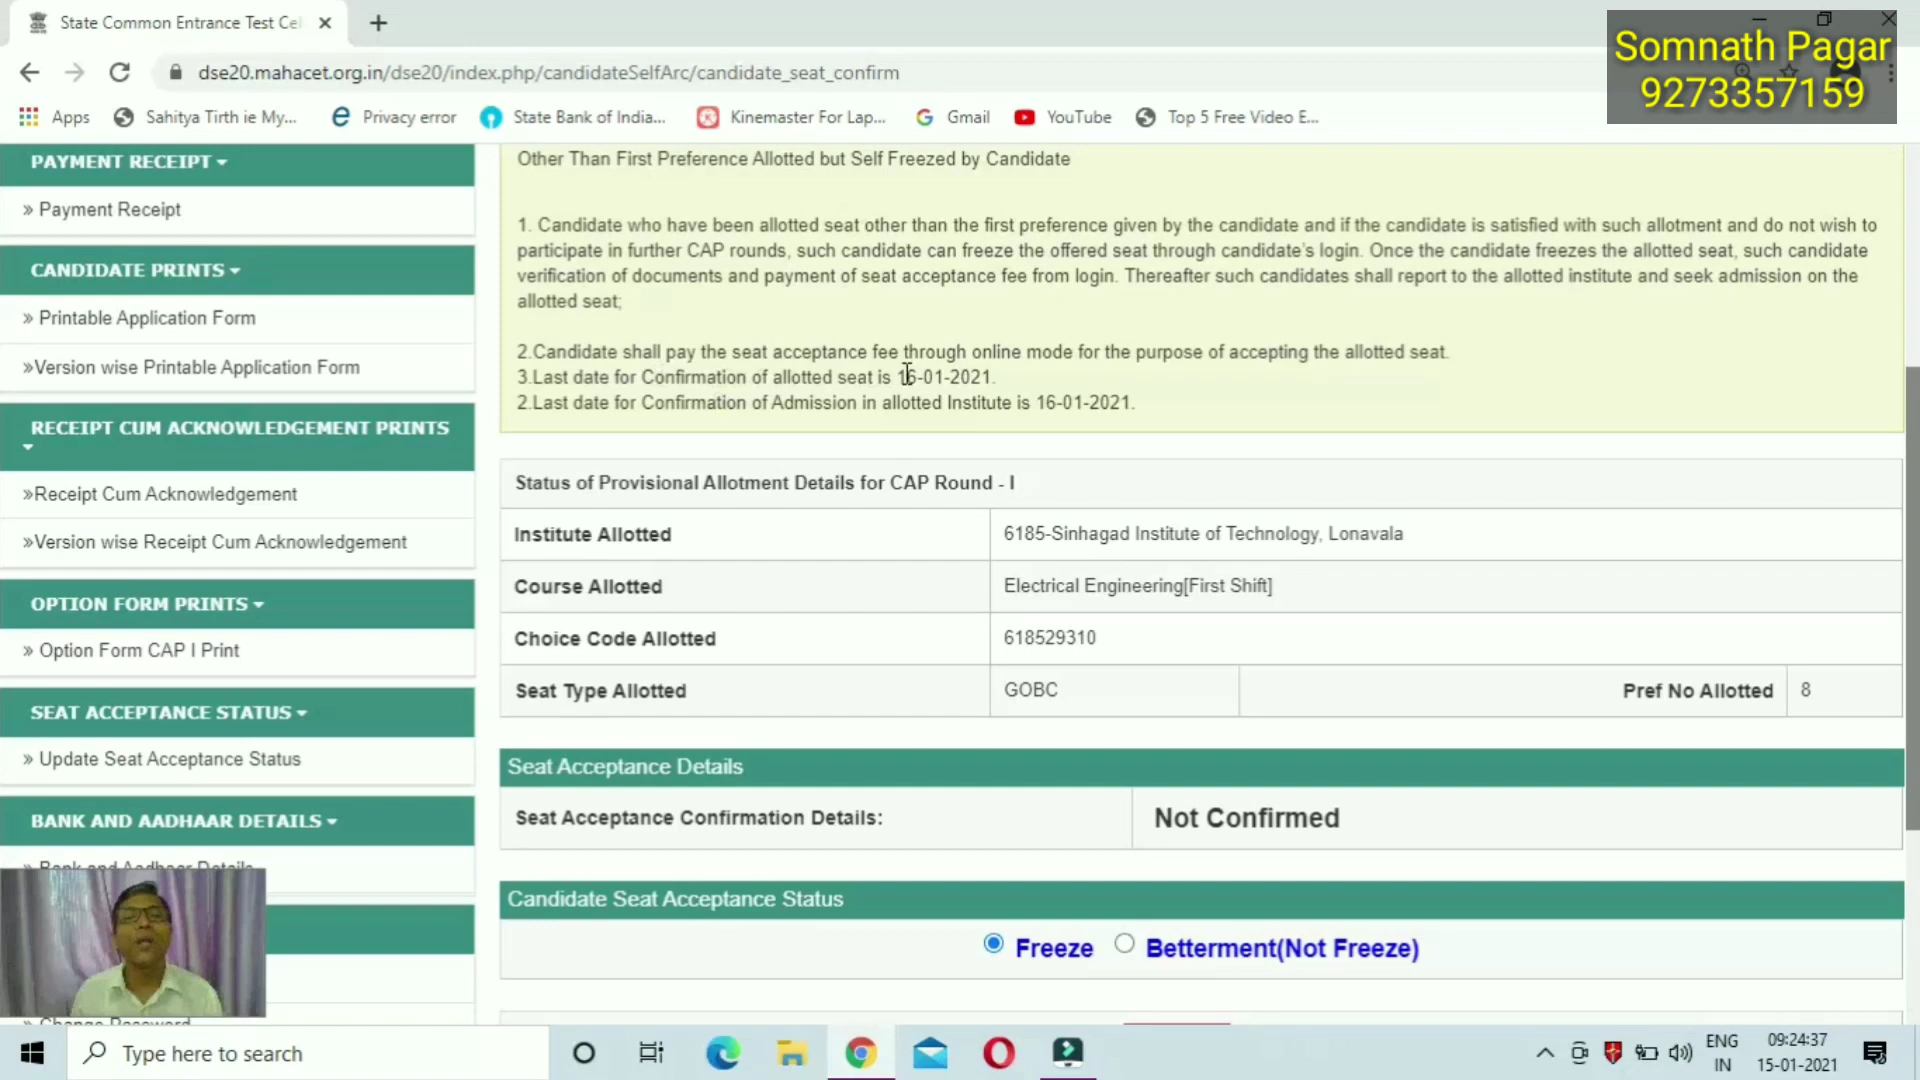 State Common Entrance Test Cel
Somnath Pagar
9273357159
dse20.mahacet.org.in/dse20/index.php/candidateSelfArc/candidate_seat_confirm
Apps Sahitya Tirth ie My... Privacy error State Bank of India... Kinemaster For Lap... Gmail YouTube Top 5 Free Video E...
PAYMENT RECEIPT
» Payment Receipt
CANDIDATE PRINTS
» Printable Application Form
»Version wise Printable Application Form
RECEIPT CUM ACKNOWLEDGEMENT PRINTS
»Receipt Cum Acknowledgement
»Version wise Receipt Cum Acknowledgement
OPTION FORM PRINTS
» Option Form CAP I Print
SEAT ACCEPTANCE STATUS
» Update Seat Acceptance Status
BANK AND AADHAAR DETAILS
» Bank and Aadhaar Details
» Change Password
Other Than First Preference Allotted but Self Freezed by Candidate
1. Candidate who have been allotted seat other than the first preference given by the candidate and if the candidate is satisfied with such allotment and do not wish to
participate in further CAP rounds, such candidate can freeze the offered seat through candidate's login. Once the candidate freezes the allotted seat, such candidate
verification of documents and payment of seat acceptance fee from login. Thereafter such candidates shall report to the allotted institute and seek admission on the
allotted seat;
2.Candidate shall pay the seat acceptance fee through online mode for the purpose of accepting the allotted seat.
3.Last date for Confirmation of allotted seat is 16-01-2021.
2.Last date for Confirmation of Admission in allotted Institute is 16-01-2021.
Status of Provisional Allotment Details for CAP Round - I
Institute Allotted 6185-Sinhagad Institute of Technology, Lonavala
Course Allotted Electrical Engineering[First Shift]
Choice Code Allotted 618529310
Seat Type Allotted GOBC Pref No Allotted 8
Seat Acceptance Details
Seat Acceptance Confirmation Details: Not Confirmed
Candidate Seat Acceptance Status
Freeze Betterment(Not Freeze)
Type here to search
ENG
IN
09:24:37
15-01-2021